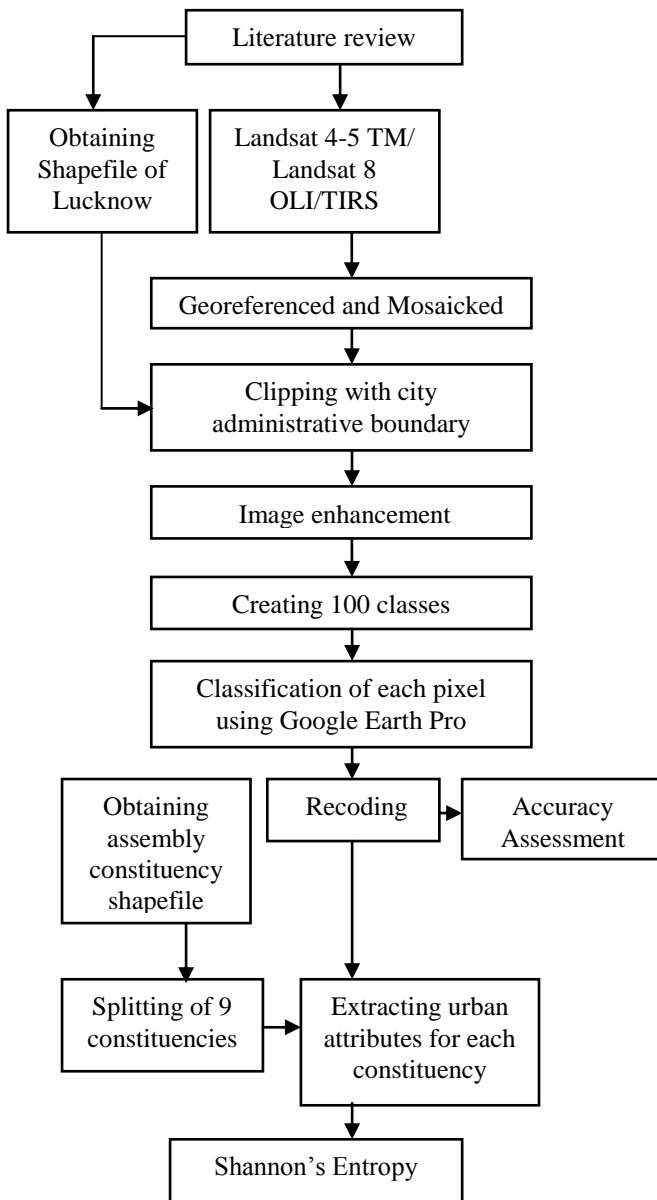 Literature review
Obtaining
Shapefile of
Lucknow
Landsat 4-5 TM/
Landsat 8
OLI/TIRS
Georeferenced and Mosaicked
Clipping with city
administrative boundary
Image enhancement
Creating 100 classes
Classification of each pixel
using Google Earth Pro
Obtaining
assembly
constituency
shapefile
Recoding
Accuracy
Assessment
Splitting of 9
constituencies
Extracting urban
attributes for each
constituency
Shannon’s Entropy